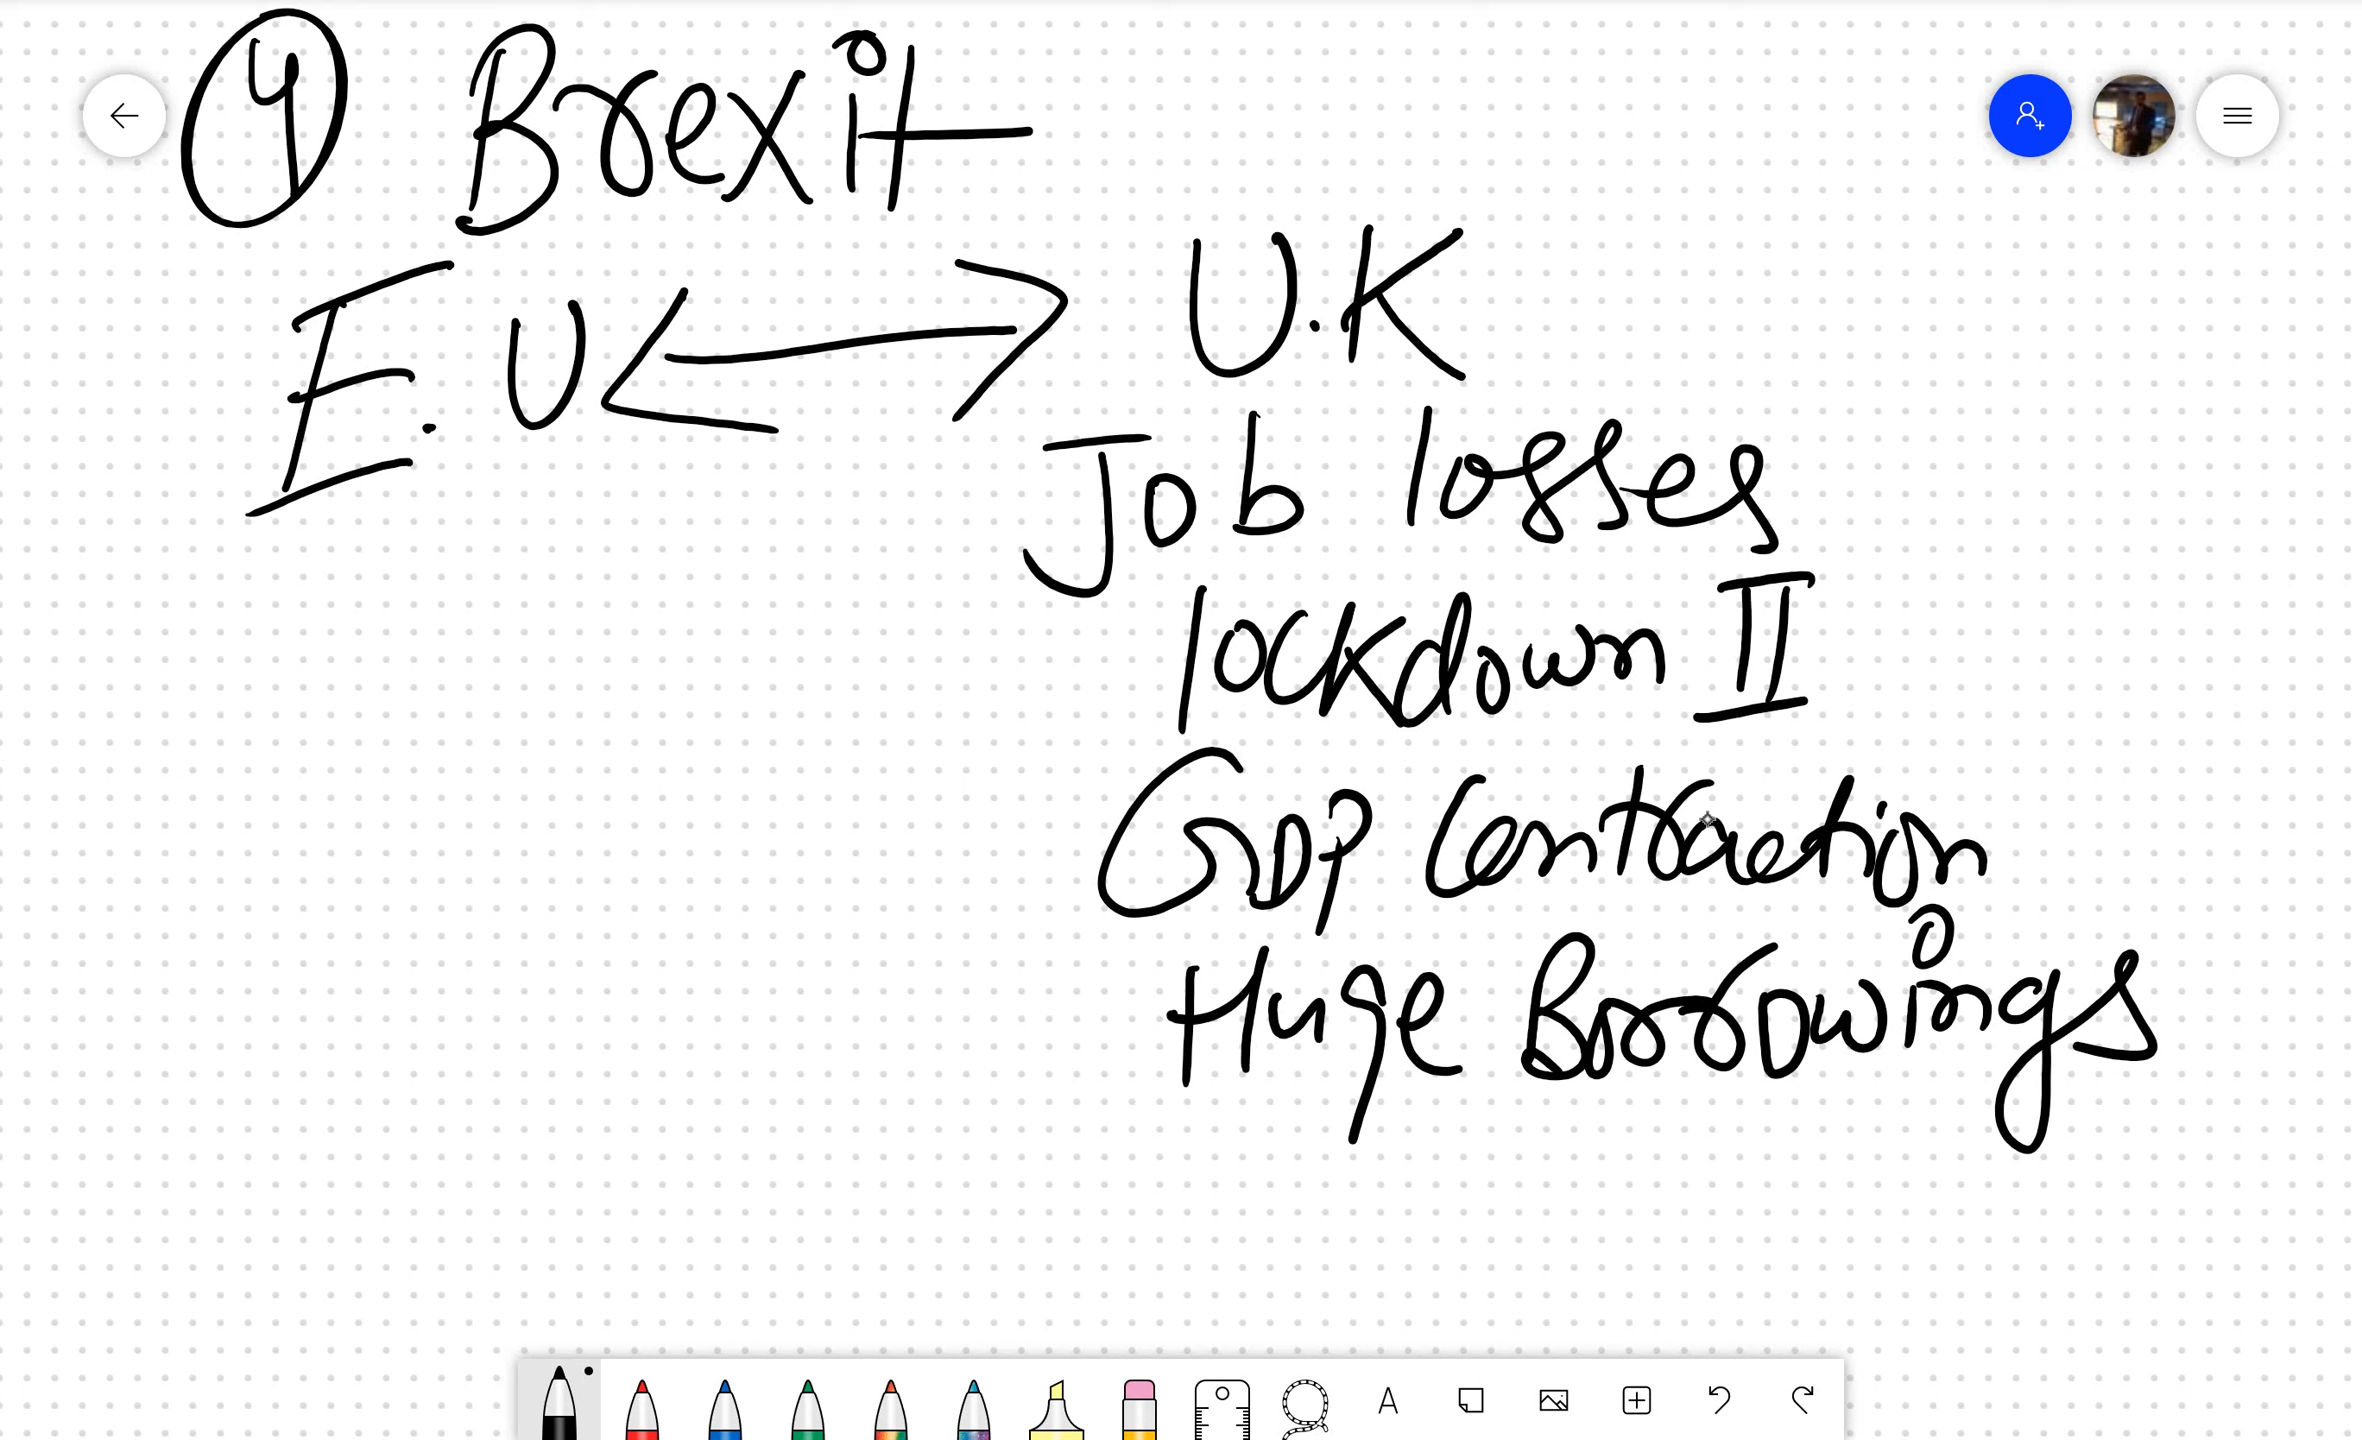 4 Brexit
E.U <-> U.K
Job losses
lockdown II
GDP Contraction
Huge Borrowings
A